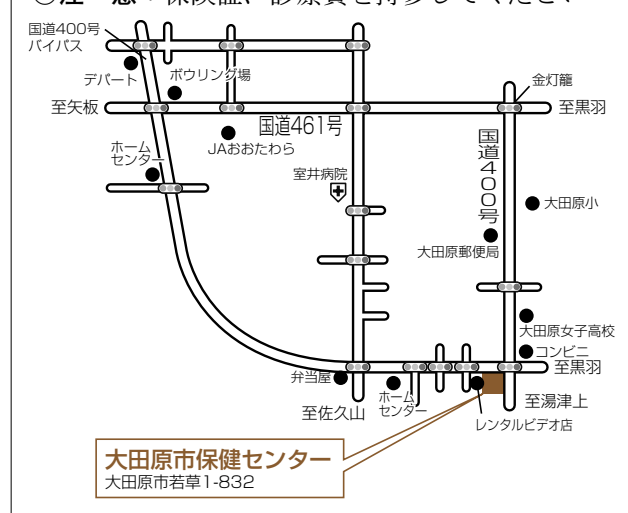 国道400号
バイパス
デパート
ボウリング場
金灯籠
至矢板
国道461号
至黒羽
JAおおたわら
ホーム
センター
室井病院
国道400号
大田原小
大田原郵便局
大田原女子高校
コンビニ
至黒羽
弁当屋
ホーム
センター
至佐久山
至湯津上
レンタルビデオ店
大田原市保健センター
大田原市若草1-832